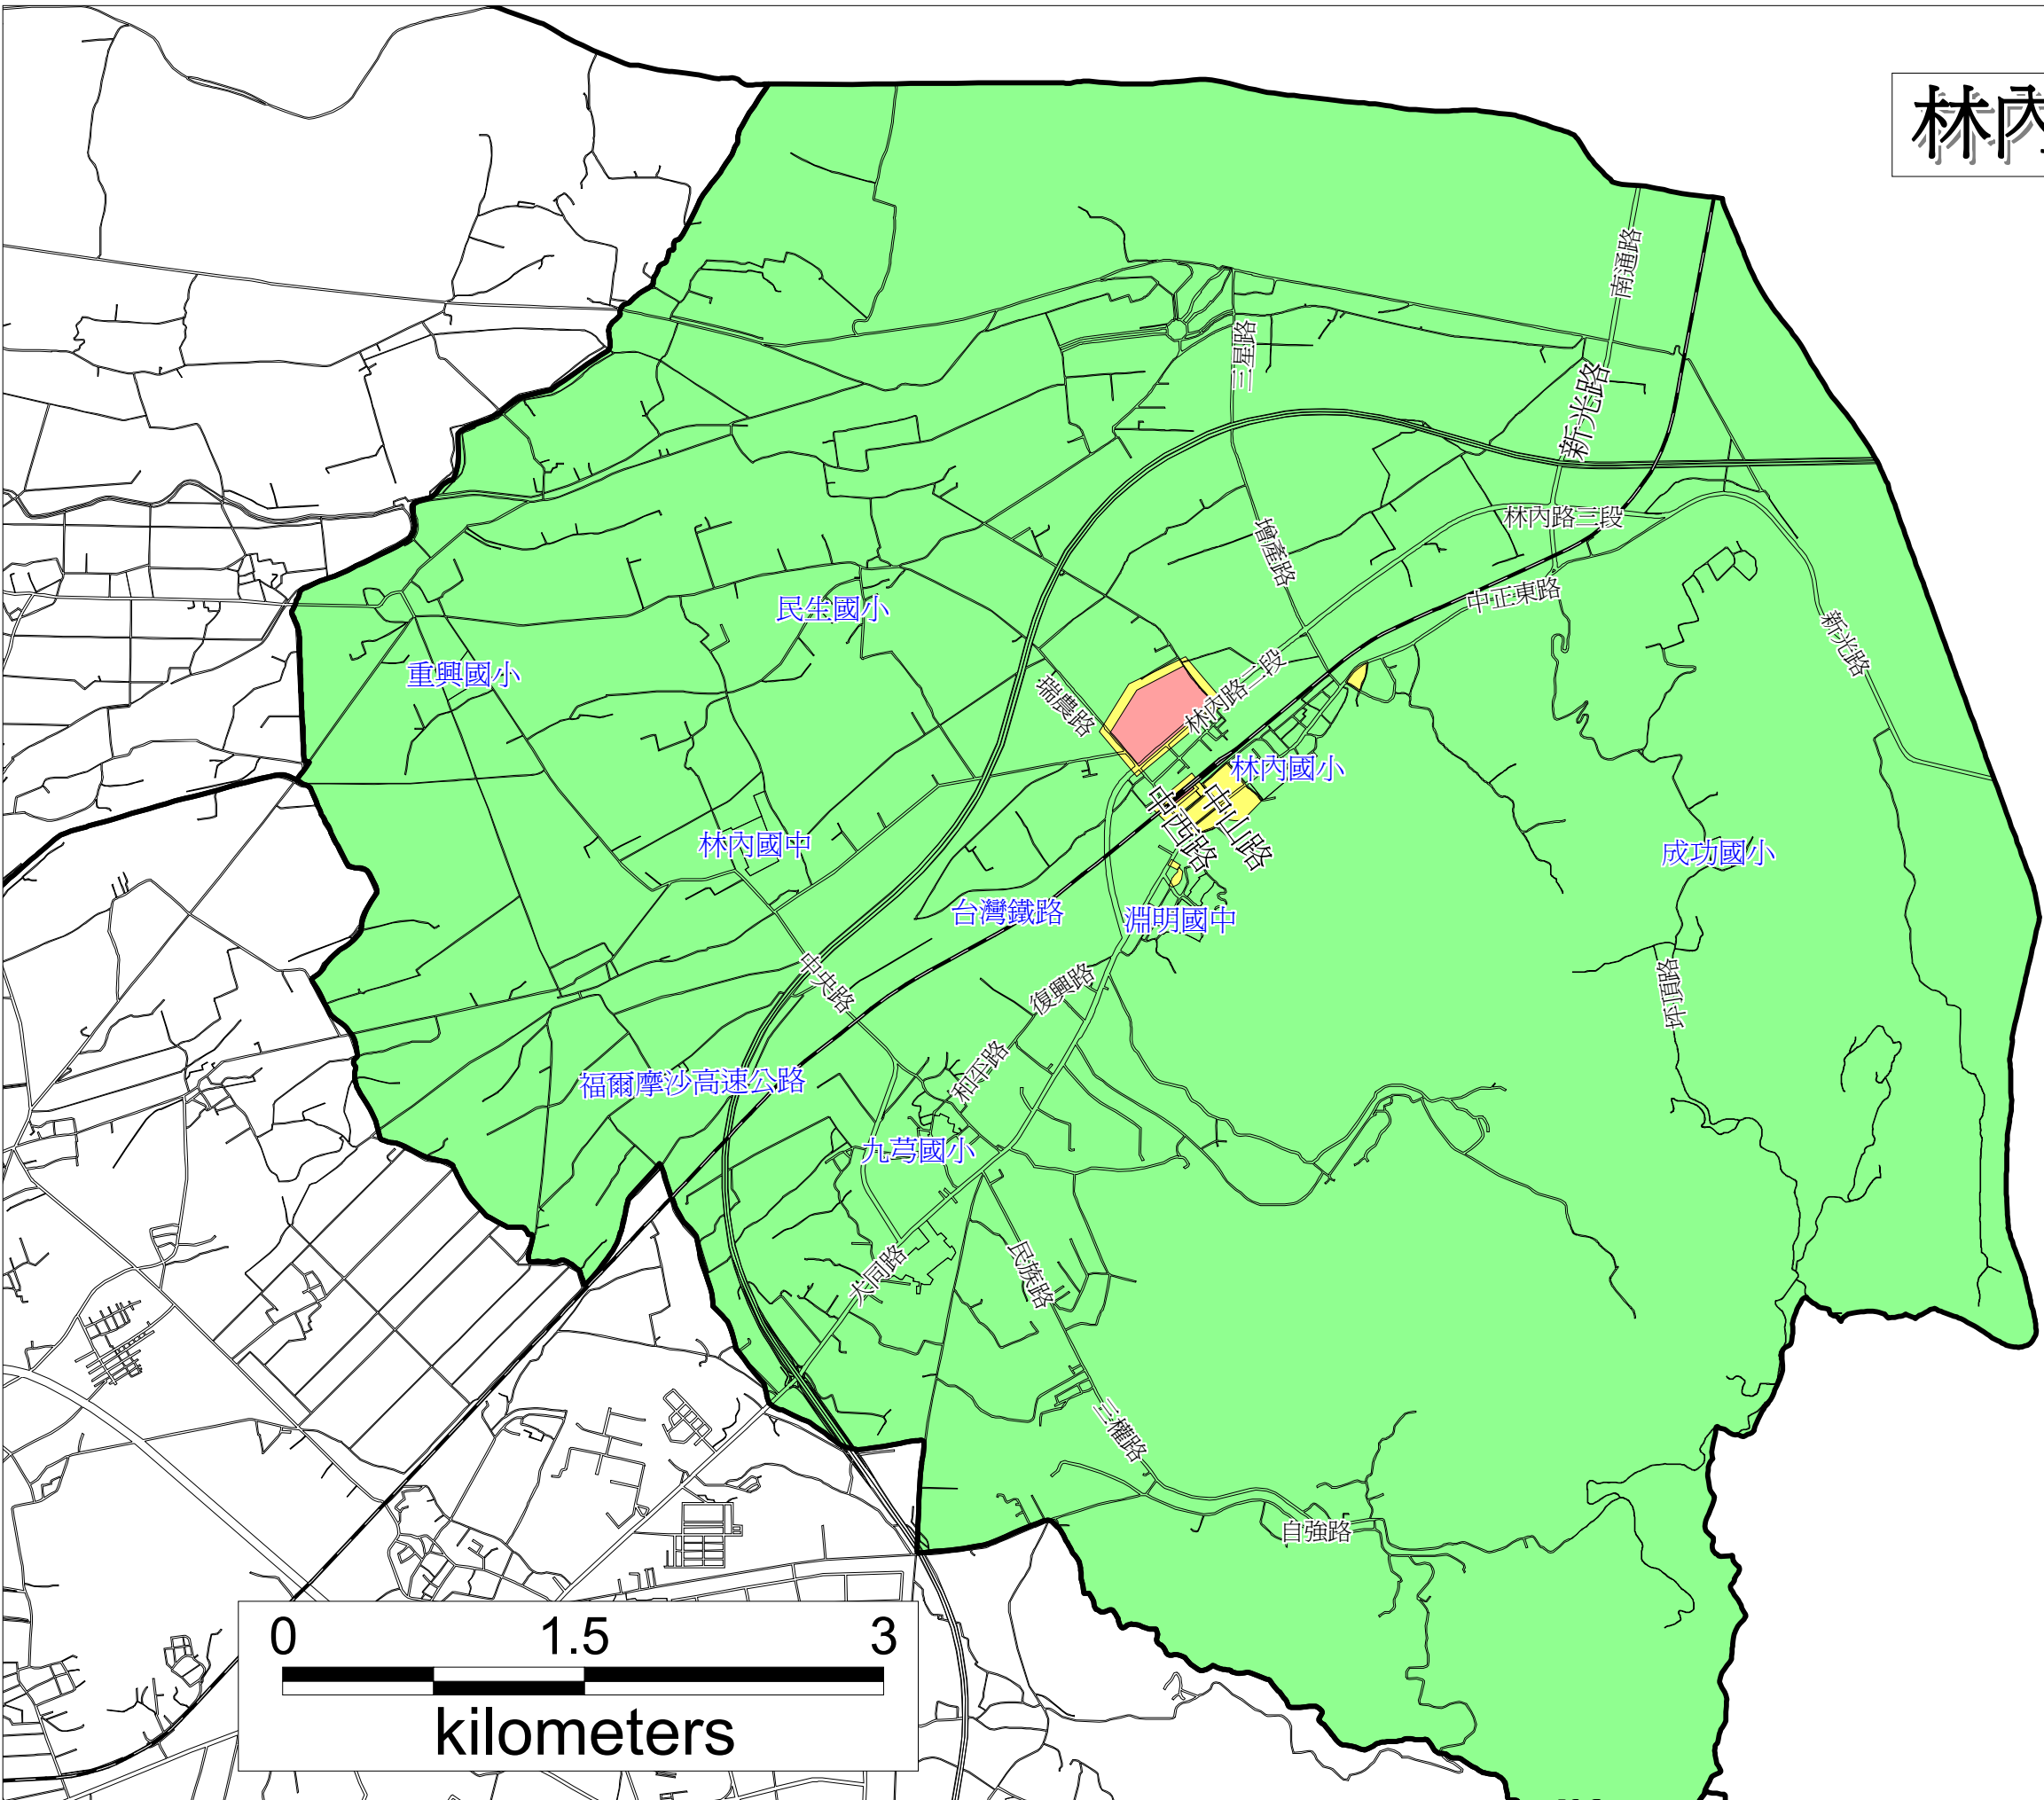 林內
南通路
三星路
新光路
林內路三段
增產路
中正東路
民生國小
新光路
重興國小
瑞農路
林內路二段
林內國小
中西路
中山路
林內國中
成功國小
台灣鐵路
淵明國中
中央路
復興路
坪頂路
和平路
福爾摩沙高速公路
九芎國小
大同路
民族路
三權路
自強路
0 1.5 3
kilometers